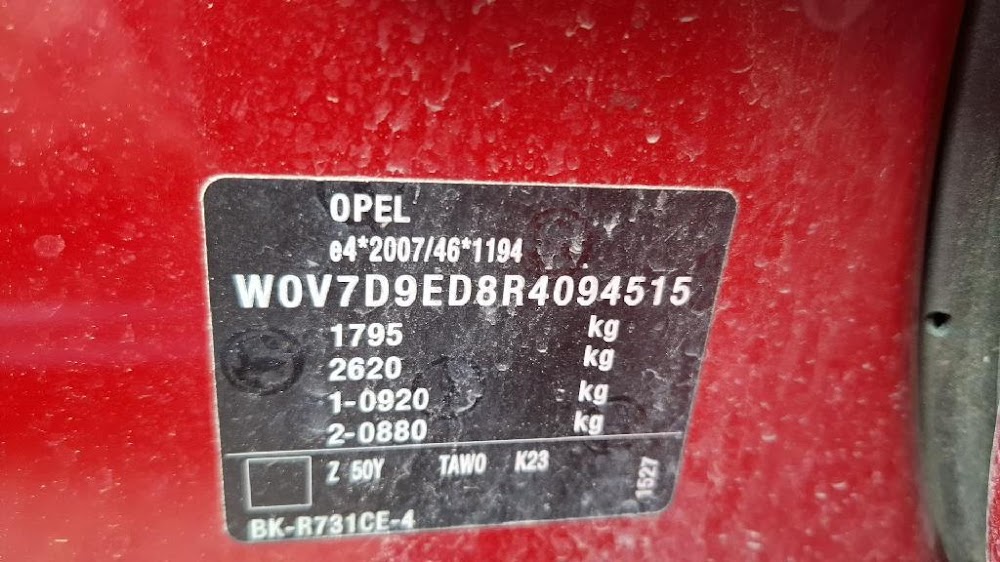 OPEL
e4*2007/46*1194
W0V7D9ED8R4094515
1795 kg
2620 kg
1-0920 kg
2-0880 kg
Z 50Y TAW0 K23
1527
BK-R731CE-4